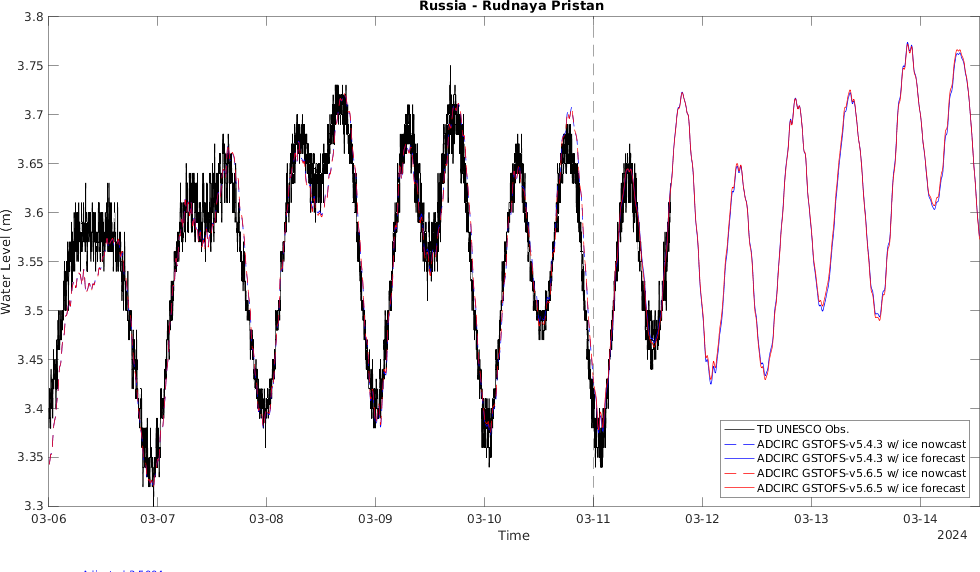 Russia - Rudnaya Pristan
3.8
3.75
3.7
3.65
3.6
3.55
3.5
3.45
3.4
3.35
3.3
Water Level (m)
03-06 03-07 03-08 03-09 03-10 03-11 03-12 03-13 03-14
Time
2024
TD UNESCO Obs.
ADCIRC GSTOFS-v5.4.3 w/ ice nowcast
ADCIRC GSTOFS-v5.4.3 w/ ice forecast
ADCIRC GSTOFS-v5.6.5 w/ ice nowcast
ADCIRC GSTOFS-v5.6.5 w/ ice forecast